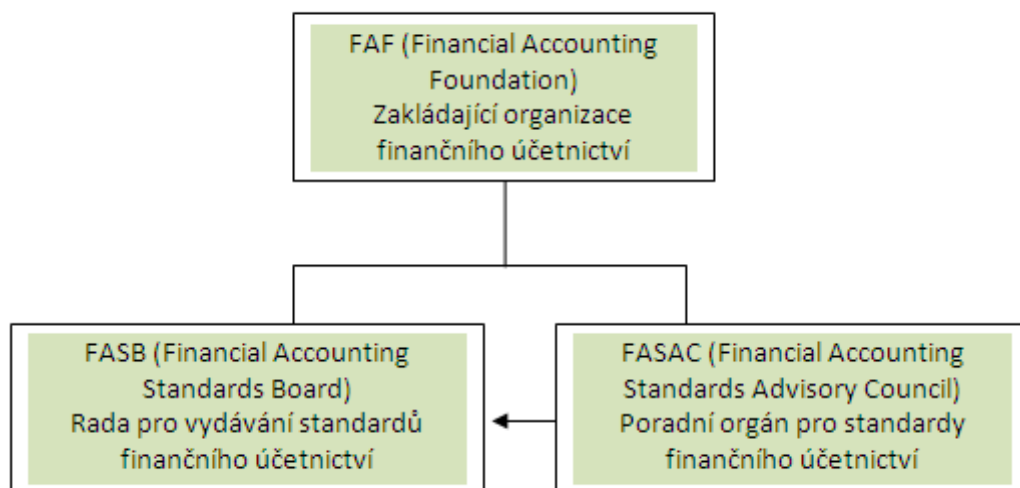 FAF (Financial Accounting
Foundation)
Zakládající organizace
finančního účetnictví
FASB (Financial Accounting
Standards Board)
Rada pro vydávání standardů
finančního účetnictví
FASAC (Financial Accounting
Standards Advisory Council)
Poradní orgán pro standardy
finančního účetnictví